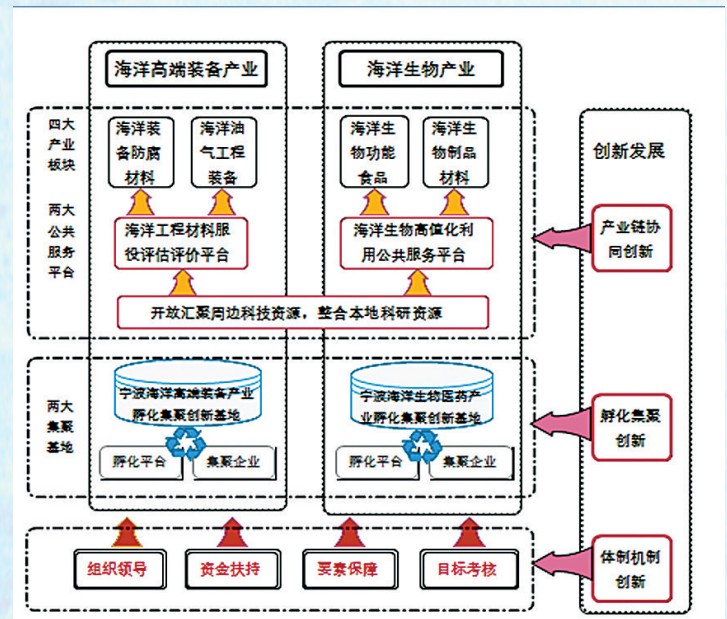 海洋高端装备产业
海洋生物产业
四大
产业
板块
海洋装
备防腐
材料
海洋油
气工程
装备
海洋生
物功能
食品
海洋生
物制品
材料
创新发展
两大
公共
服务
平台
海洋工程材料服
役评估评价平台
海洋生物高值化利
用公共服务平台
产业链协
同创新
开放汇聚周边科技资源，整合本地科研资源
两大
集聚
基地
宁波海洋高端装备产业
孵化集聚创新基地
宁波海洋生物医药产
业孵化集聚创新基地
孵化集聚
创新
孵化平台
集聚企业
孵化平台
集聚企业
组织领导
资金扶持
要素保障
目标考核
体制机制
创新